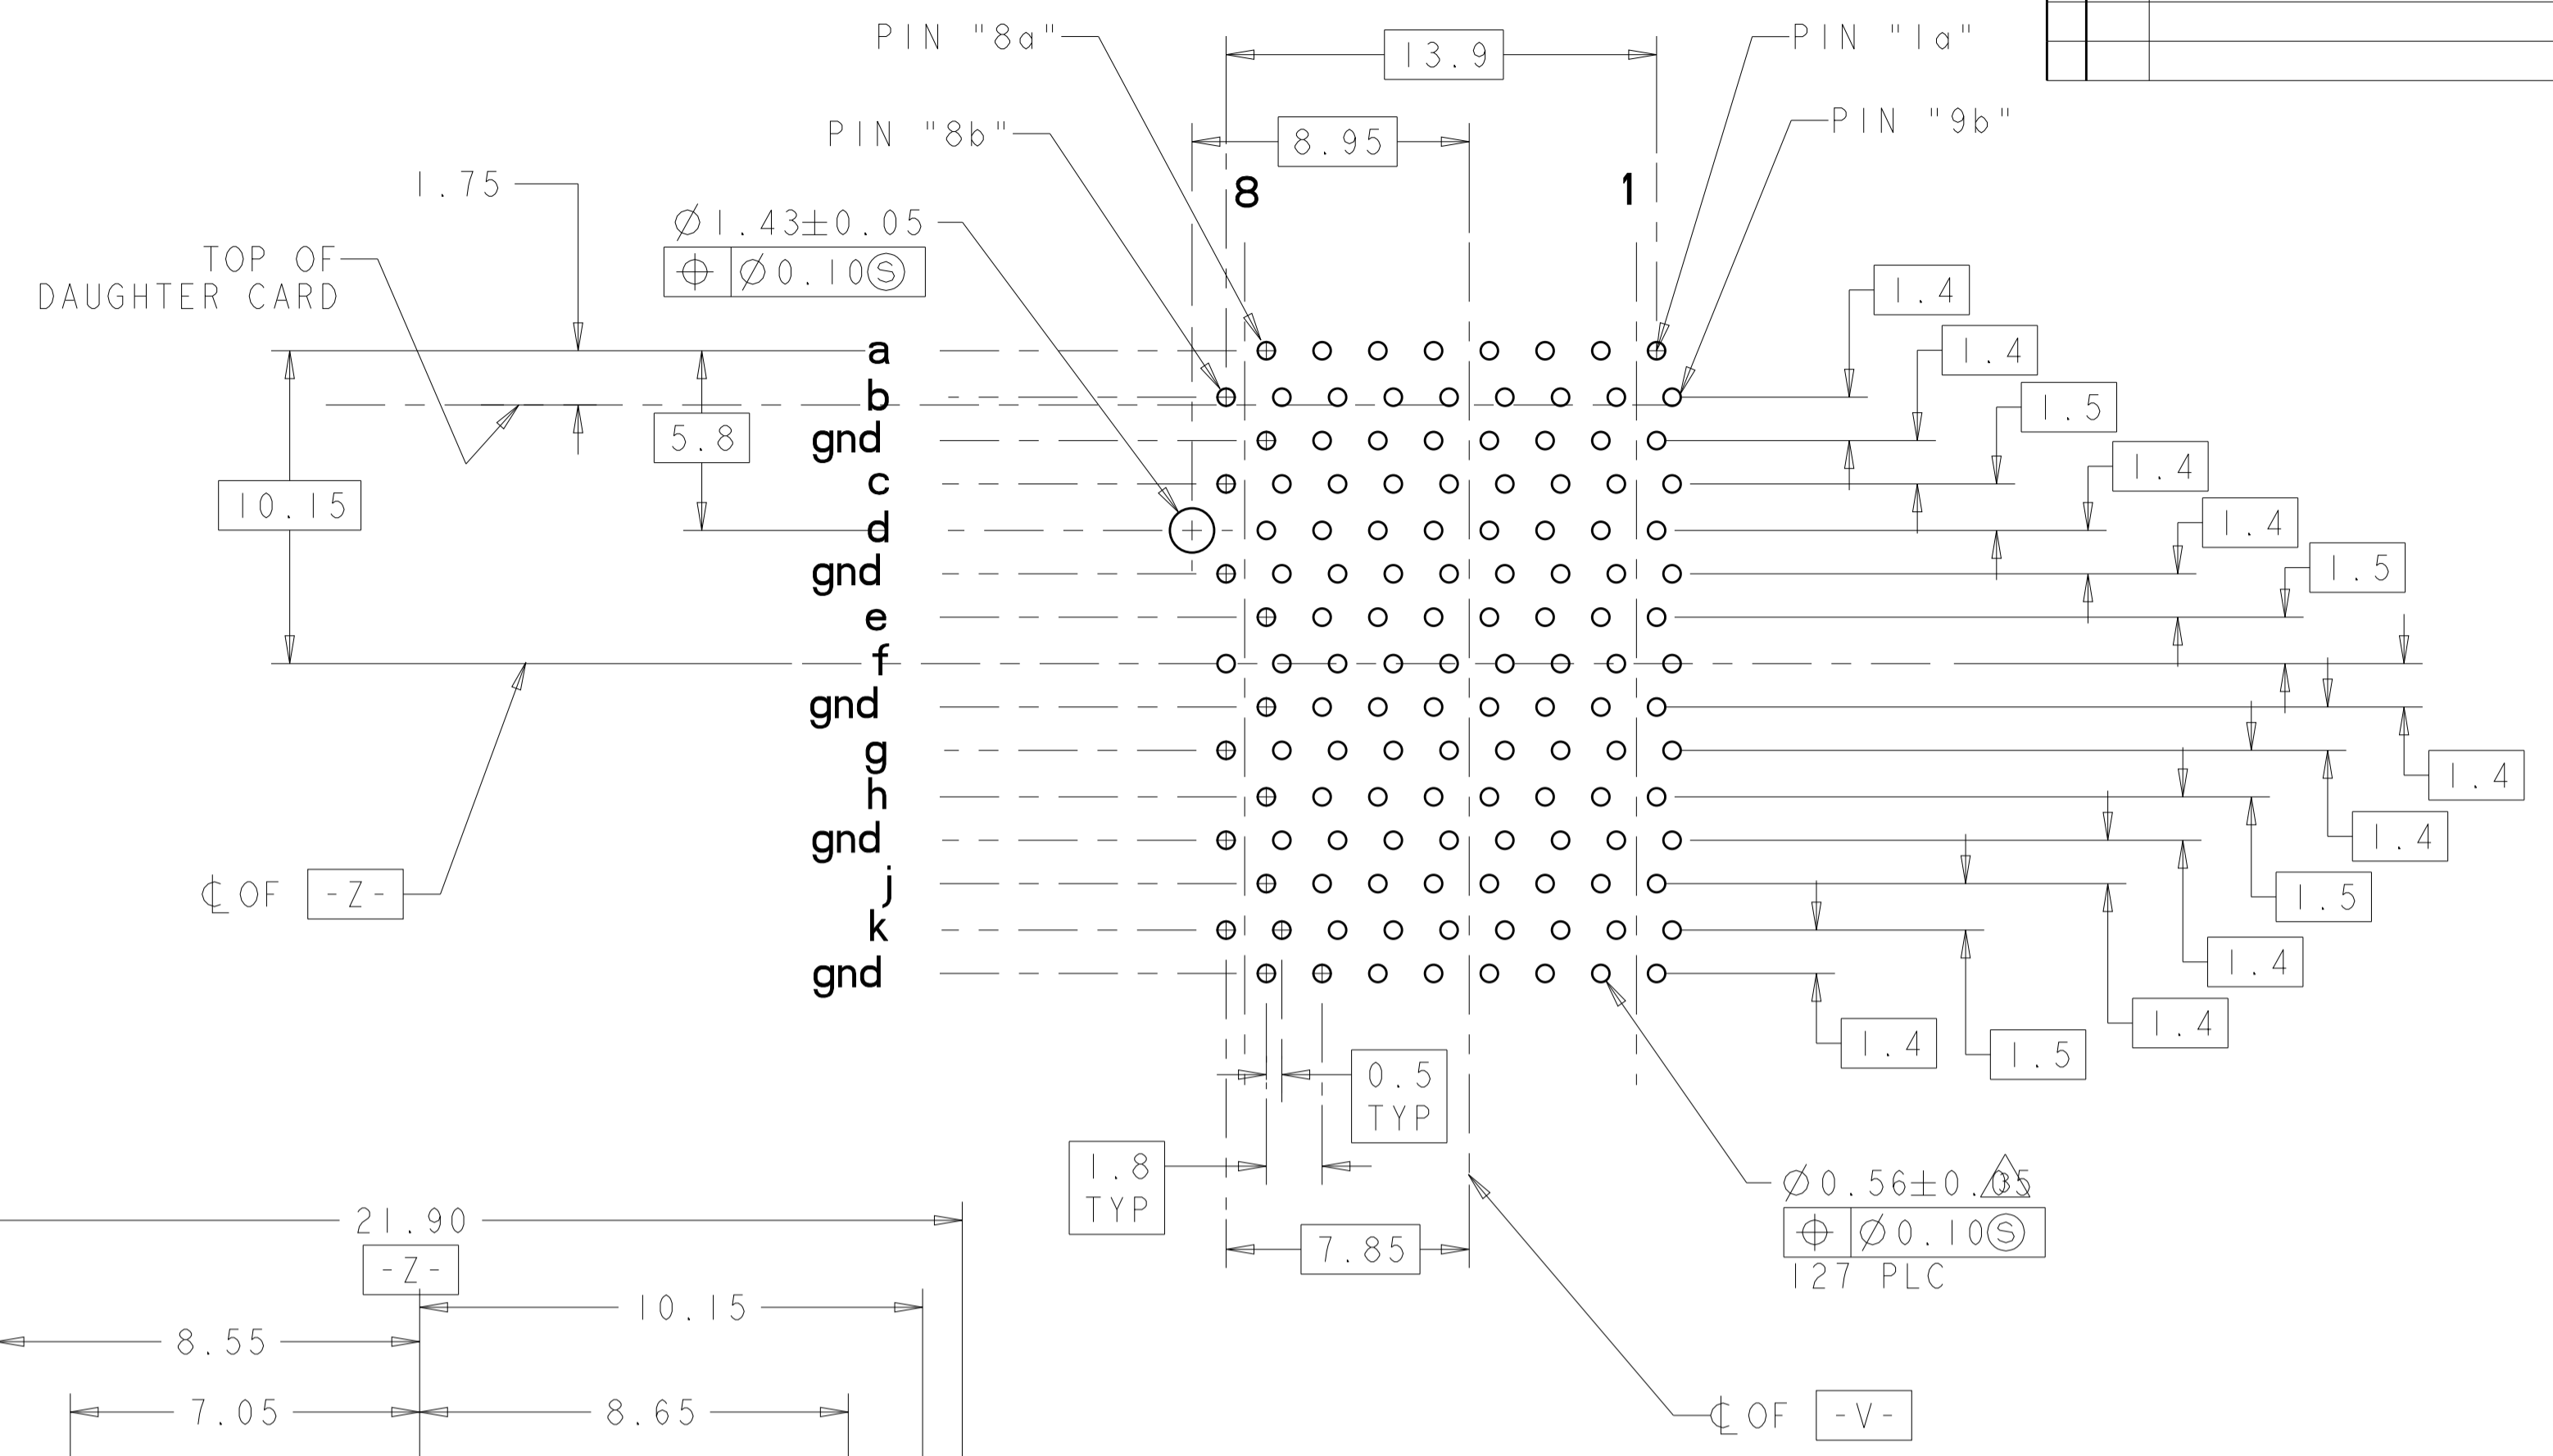 PIN "8a"
13.9
PIN "1a"
PIN "8b"
8.95
PIN "9b"
1.75
8
1
Ø1.43±0.05
⌖ Ø0.10Ⓢ
TOP OF
DAUGHTER CARD
1.4
1.4
1.5
1.4
1.4
1.5
a
b
gnd
c
d
gnd
e
f
gnd
g
h
gnd
j
k
gnd
5.8
10.15
℄ OF -Z-
1.4
1.4
1.5
1.4
1.4
1.5
1.4
0.5
TYP
1.8
TYP
7.85
Ø0.56±0.05
⌖ Ø0.10Ⓢ
127 PLC
21.90
-Z-
10.15
8.55
7.05
8.65
℄ OF -V-